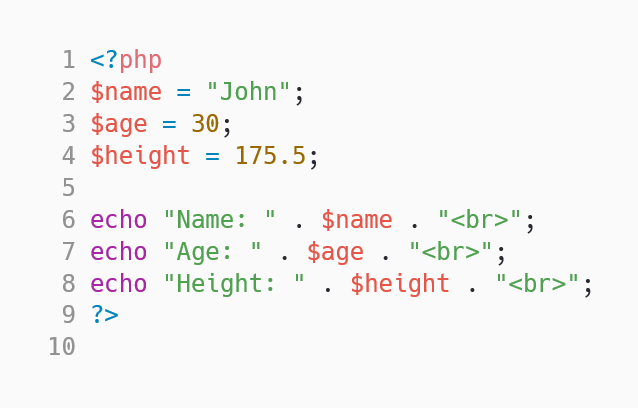 1 <?php
2 $name = "John";
3 $age = 30;
4 $height = 175.5;
5
6 echo "Name: " . $name . "<br>";
7 echo "Age: " . $age . "<br>";
8 echo "Height: " . $height . "<br>";
9 ?>
10